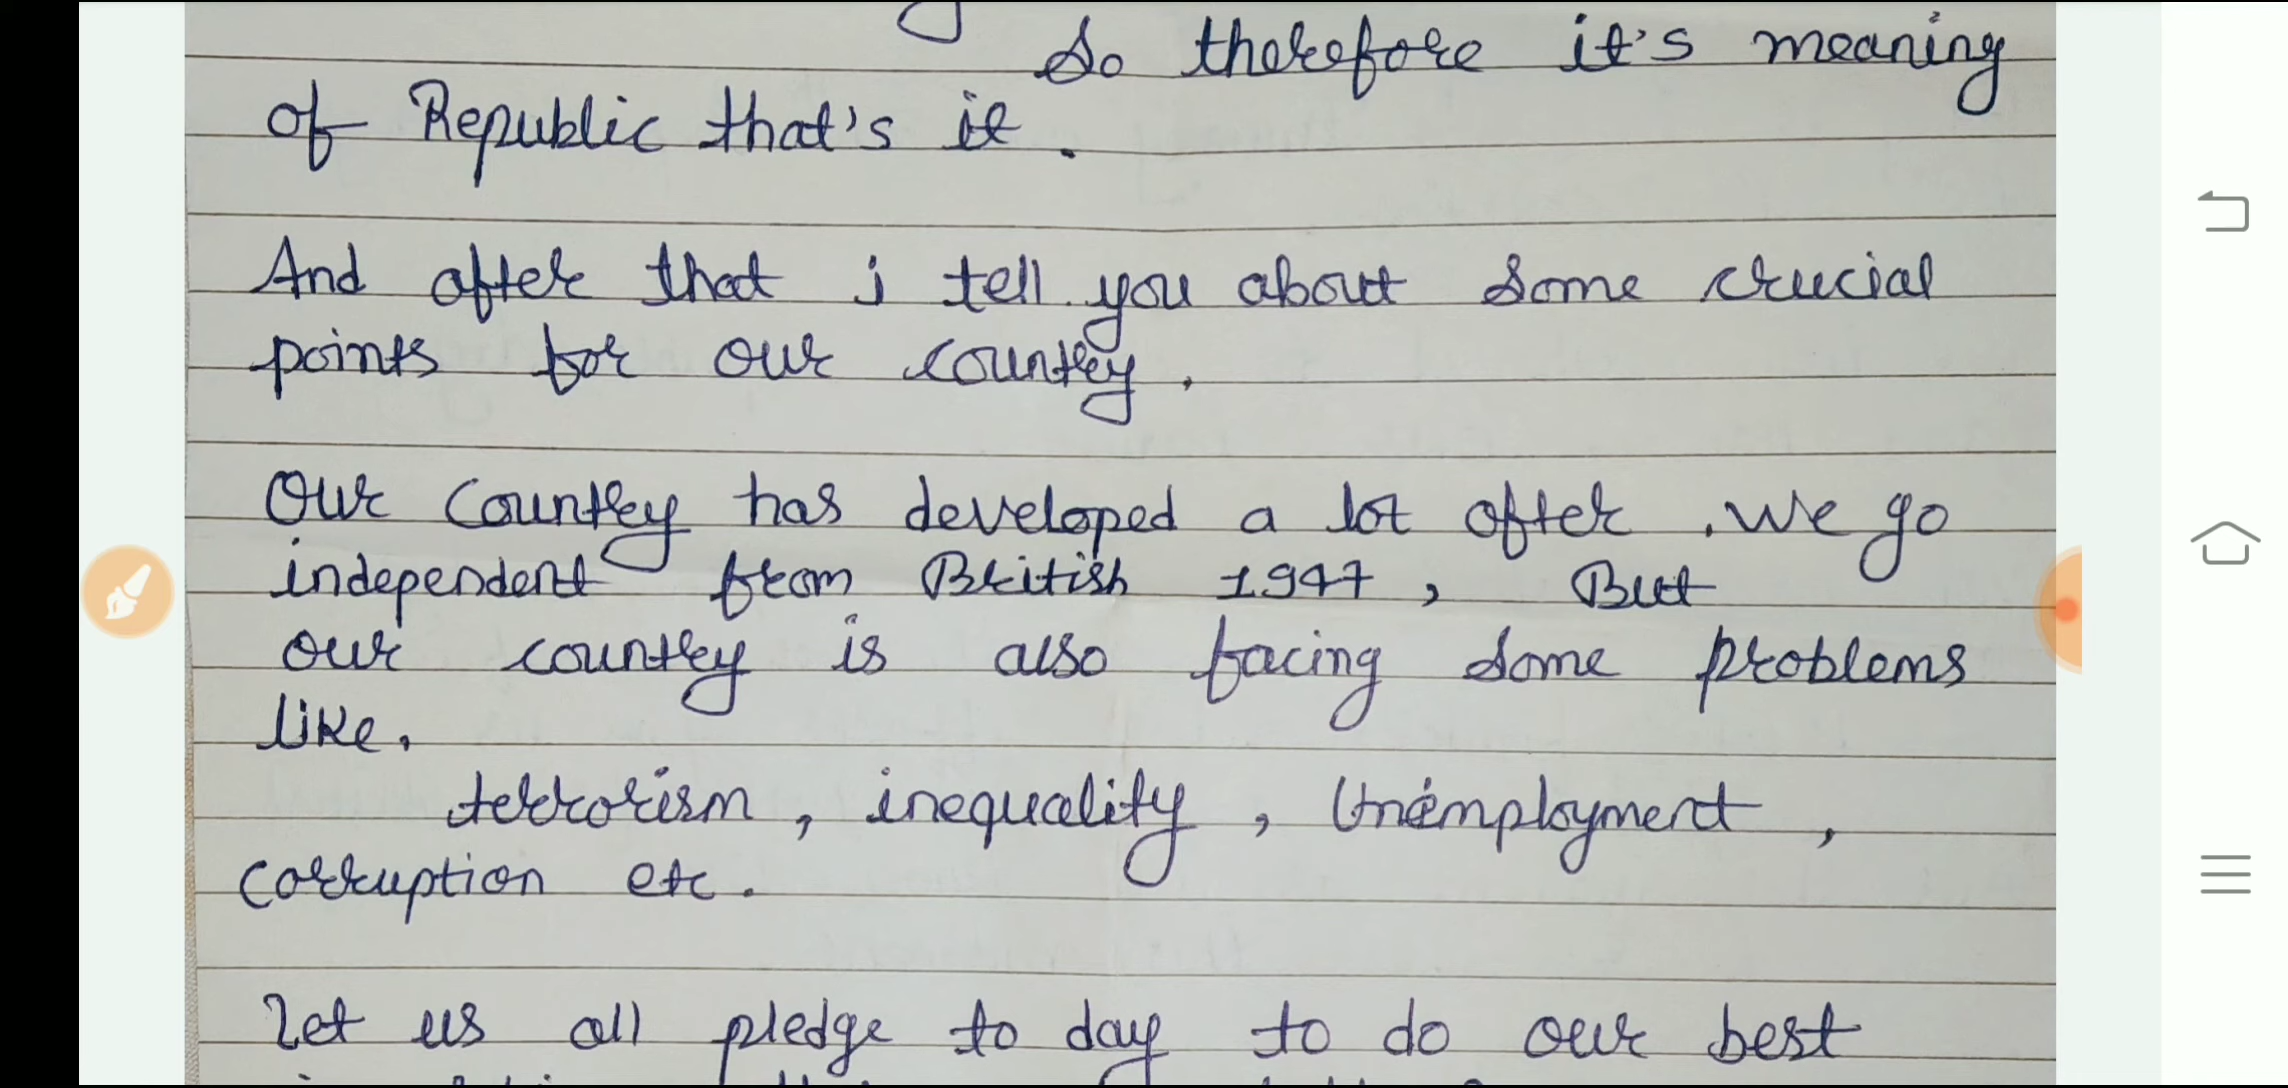 So therefore it's meaning
of Republic that's it.
And after that i tell you about some crucial
points for our country.
Our country has developed a lot after . we go
independent from British 1947, But
our country is also facing some problems
like,
terrorism, inequality, Unemployment,
corruption etc.
Let us all pledge to day to do our best